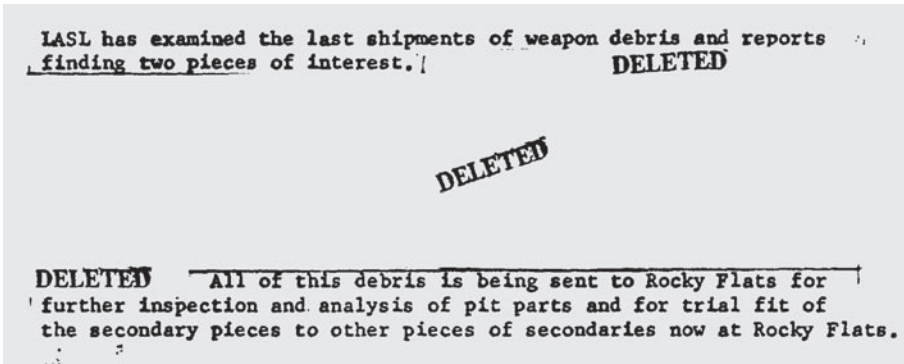 LASL has examined the last shipments of weapon debris and reports
finding two pieces of interest. DELETED
DELETED
DELETED All of this debris is being sent to Rocky Flats for
further inspection and analysis of pit parts and for trial fit of
the secondary pieces to other pieces of secondaries now at Rocky Flats.